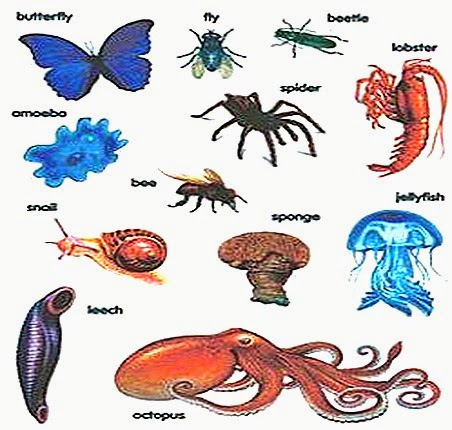 butterfly
fly
beetle
lobster
spider
amoeba
bee
jellyfish
snail
sponge
leech
octopus